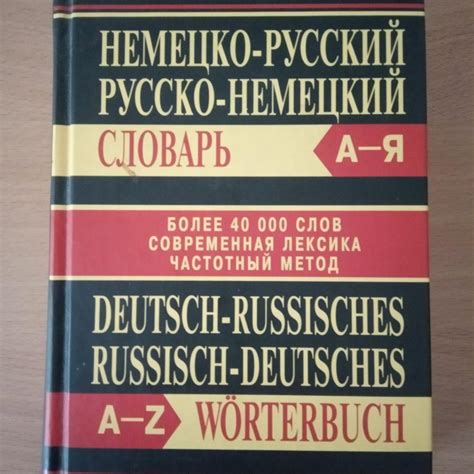 НЕМЕЦКО-РУССКИЙ
РУССКО-НЕМЕЦКИЙ
СЛОВАРЬ А–Я
БОЛЕЕ 40 000 СЛОВ
СОВРЕМЕННАЯ ЛЕКСИКА
ЧАСТОТНЫЙ МЕТОД
DEUTSCH-RUSSISCHES
RUSSISCH-DEUTSCHES
A–Z WÖRTERBUCH